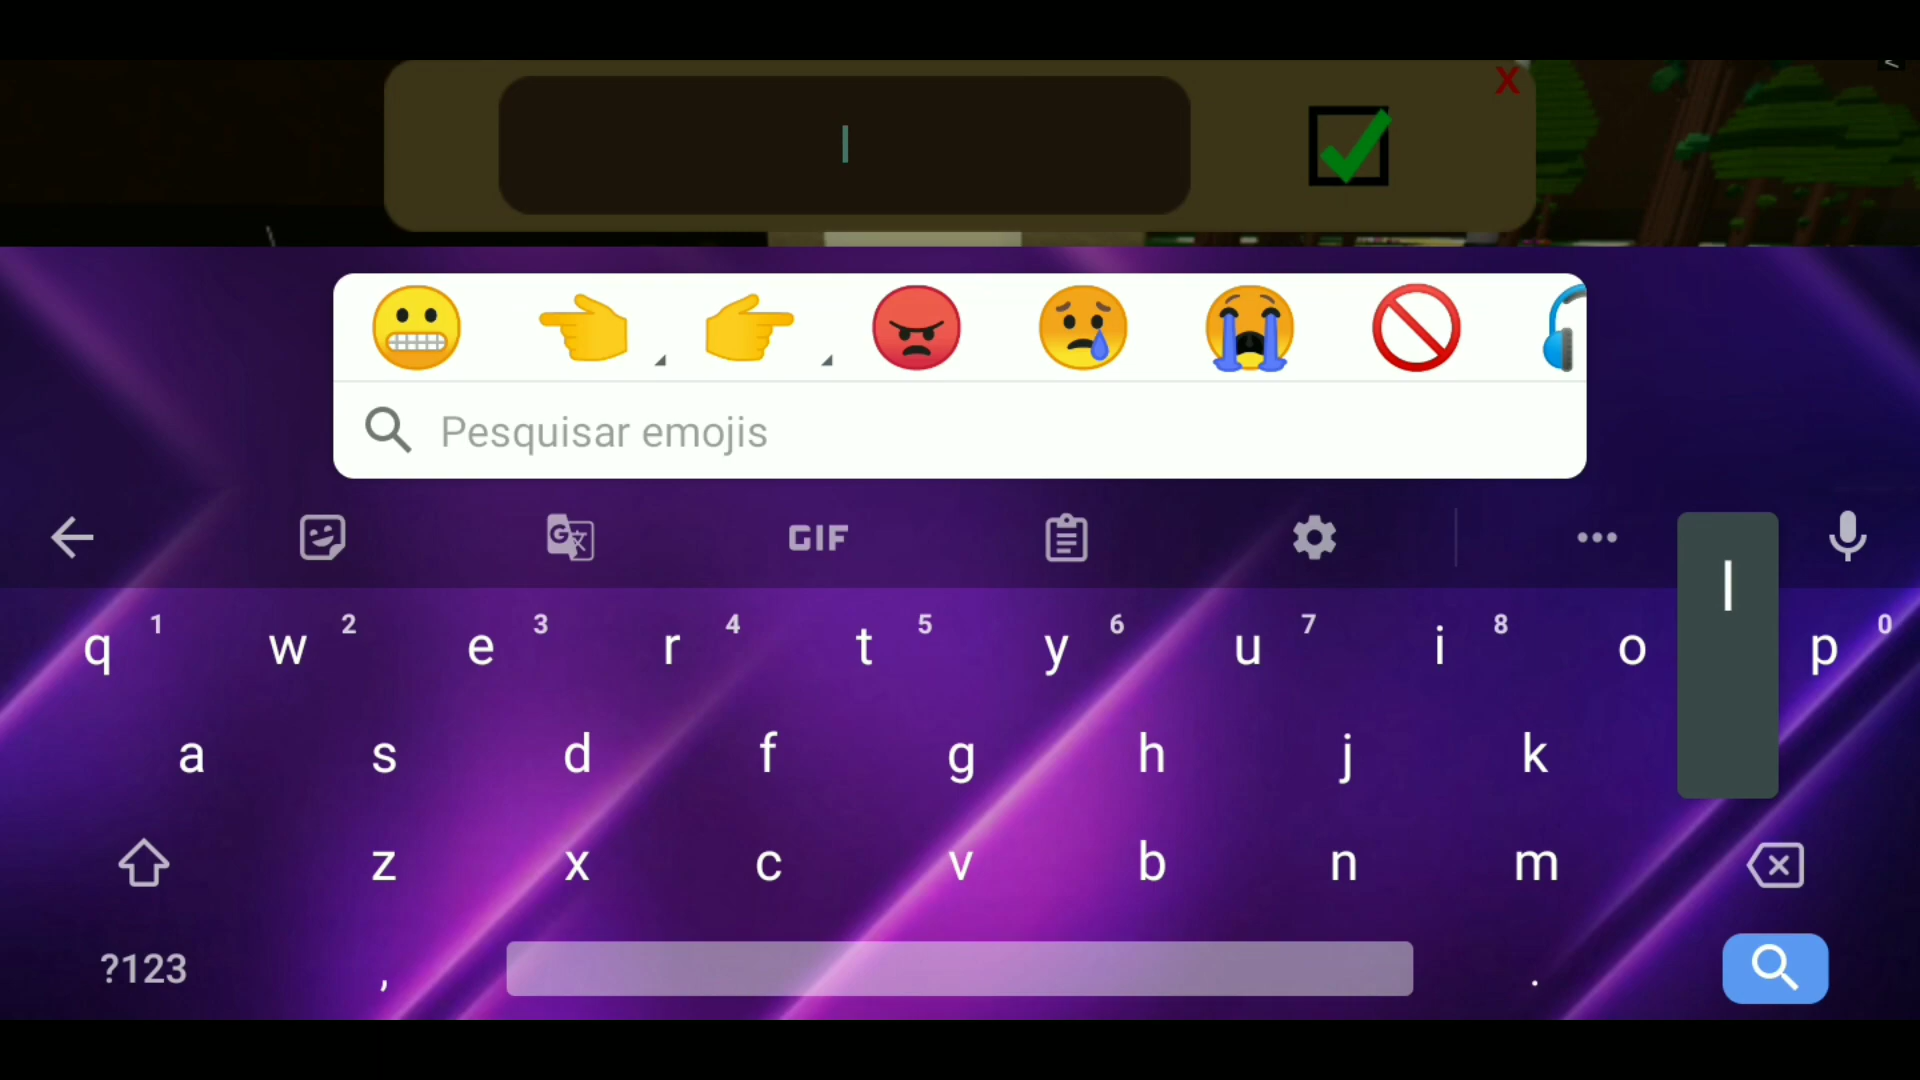 X
<
Pesquisar emojis
GIF
q 1 w 2 e 3 r 4 t 5 y 6 u 7 i 8 o p 0
a s d f g h j k l
z x c v b n m
?123 , .